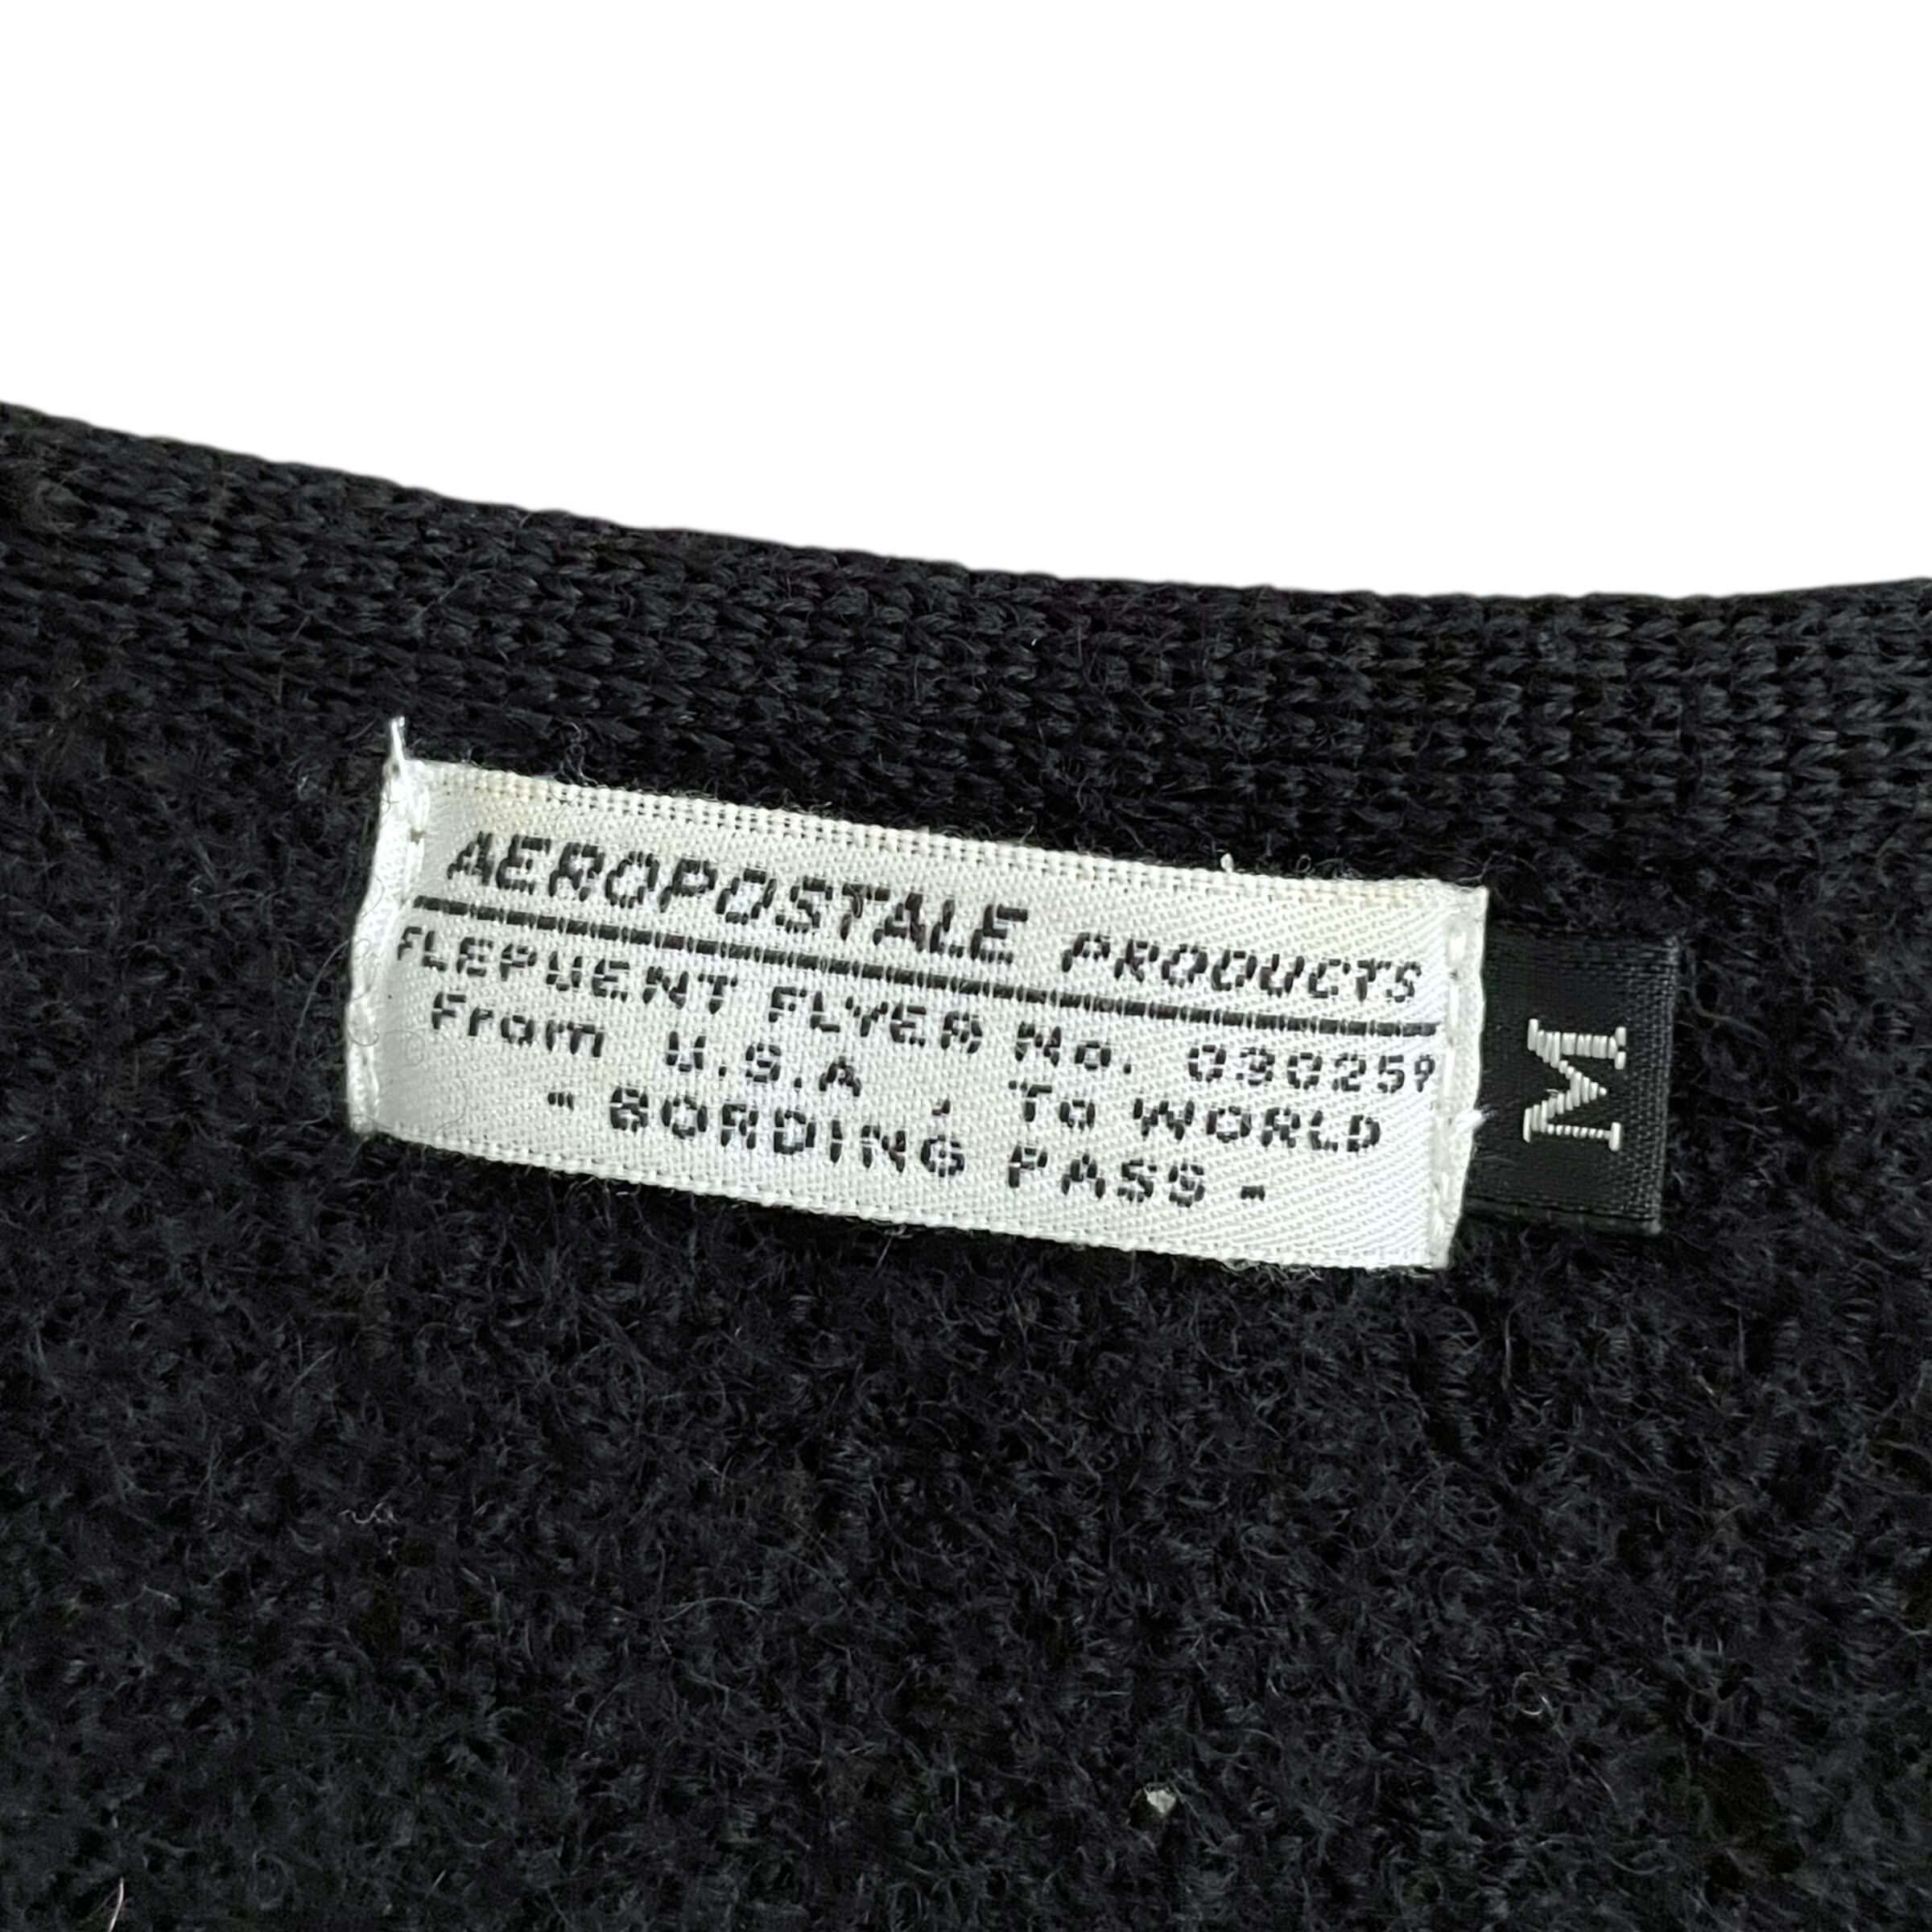 AEROPOSTALE PRODUCTS
FLEPUENT FLYER No. 030259
From U.S.A , To WORLD
- BORDING PASS -
M